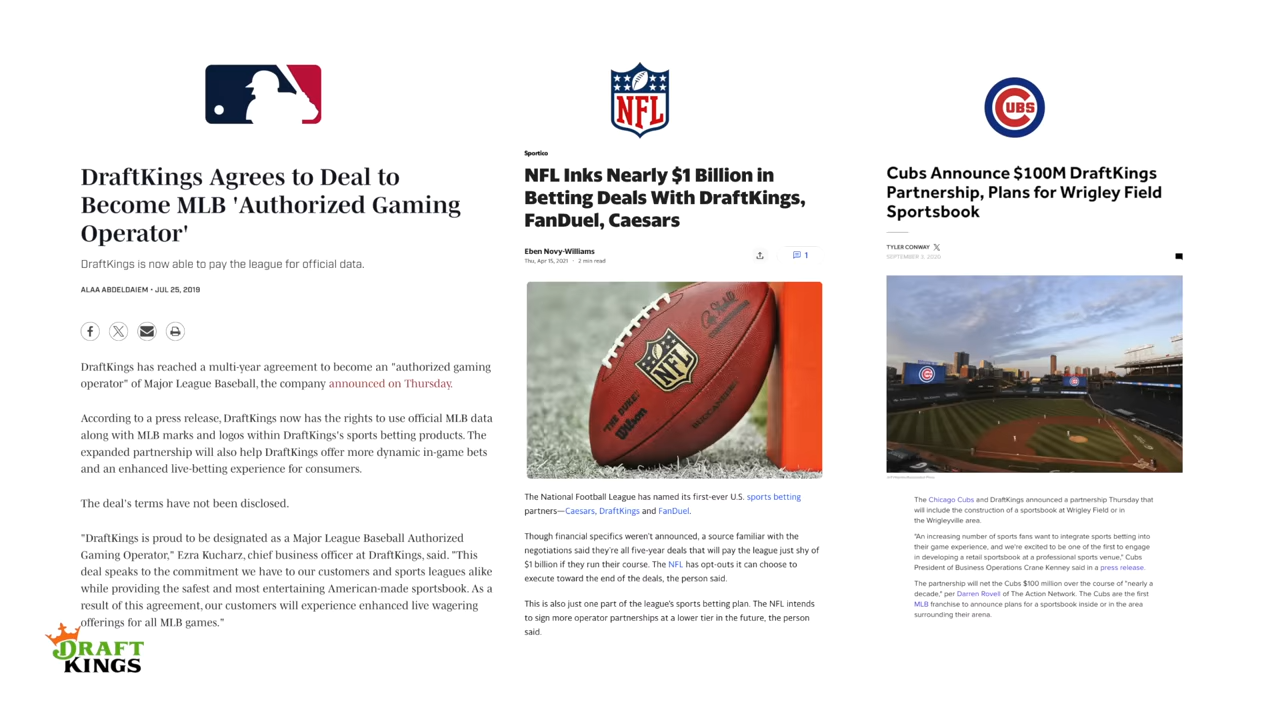 DraftKings Agrees to Deal to
Become MLB 'Authorized Gaming
Operator'
DraftKings is now able to pay the league for official data.
ALAA ABDELDAIEM • JUL 25, 2019
DraftKings has reached a multi-year agreement to become an "authorized gaming
operator" of Major League Baseball, the company announced on Thursday.
According to a press release, DraftKings now has the rights to use official MLB data
along with MLB marks and logos within DraftKings's sports betting products. The
expanded partnership will also help DraftKings offer more dynamic in-game bets
and an enhanced live-betting experience for consumers.
The deal's terms have not been disclosed.
"DraftKings is proud to be designated as a Major League Baseball Authorized
Gaming Operator," Ezra Kucharz, chief business officer at DraftKings, said. "This
deal speaks to the commitment we have to our customers and sports leagues alike
while providing the safest and most entertaining American-made sportsbook. As a
result of this agreement, our customers will experience enhanced live wagering
offerings for all MLB games."
DRAFT
KINGS
NFL
Sportico
NFL Inks Nearly $1 Billion in
Betting Deals With DraftKings,
FanDuel, Caesars
Eben Novy-Williams
Thu, Apr 15, 2021 • 2 min read
1
NFL
"THE DUKE"
Wilson
The National Football League has named its first-ever U.S. sports betting
partners—Caesars, DraftKings and FanDuel.
Though financial specifics weren't announced, a source familiar with the
negotiations said they're all five-year deals that will pay the league just shy of
$1 billion if they run their course. The NFL has opt-outs it can choose to
execute toward the end of the deals, the person said.
This is also just one part of the league's sports betting plan. The NFL intends
to sign more operator partnerships at a lower tier in the future, the person
said.
CUBS
Cubs Announce $100M DraftKings
Partnership, Plans for Wrigley Field
Sportsbook
TYLER CONWAY
SEPTEMBER 3, 2020
The Chicago Cubs and DraftKings announced a partnership Thursday that
will include the construction of a sportsbook at Wrigley Field or in
the Wrigleyville area.
"An increasing number of sports fans want to integrate sports betting into
their game experience, and we're excited to be one of the first to engage
in developing a retail sportsbook at a professional sports venue," Cubs
President of Business Operations Crane Kenney said in a press release.
The partnership will net the Cubs $100 million over the course of "nearly a
decade," per Darren Rovell of The Action Network. The Cubs are the first
MLB franchise to announce plans for a sportsbook inside or in the area
surrounding their arena.